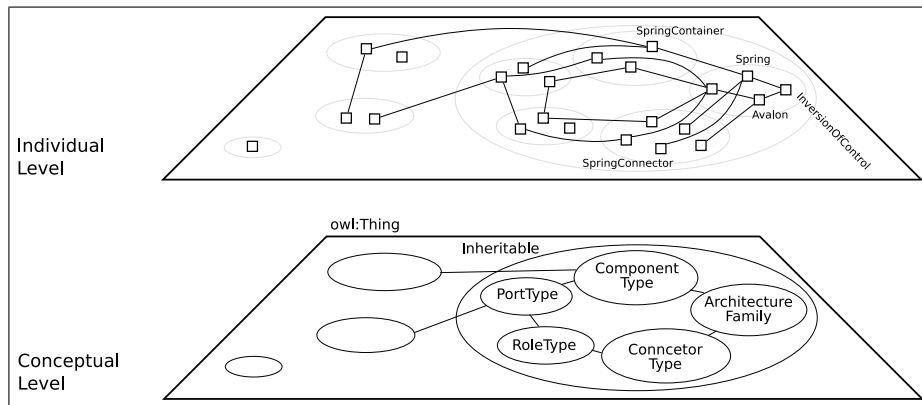 SpringContainer
Spring
Avalon
InversionOfControl
Individual
Level
SpringConnector
owl:Thing
Inheritable
Component
Type
PortType
Architecture
Family
RoleType
Conncetor
Type
Conceptual
Level